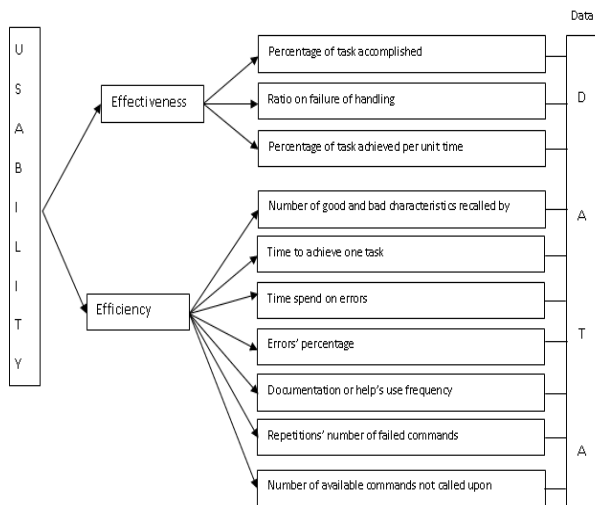 Data
U
S
A
B
I
L
I
T
Y
Effectiveness
Efficiency
Percentage of task accomplished
Ratio on failure of handling
Percentage of task achieved per unit time
Number of good and bad characteristics recalled by
Time to achieve one task
Time spend on errors
Errors' percentage
Documentation or help's use frequency
Repetitions' number of failed commands
Number of available commands not called upon
D
A
T
A